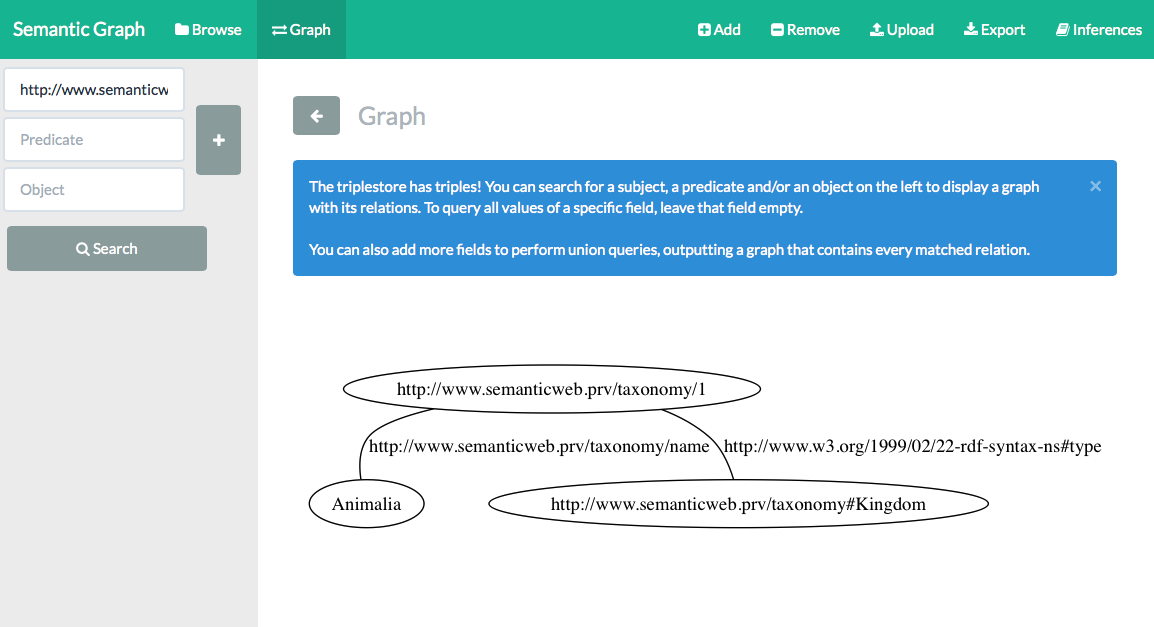 Semantic Graph Browse Graph Add Remove Upload Export Inferences
http://www.semanticw
Predicate
Object
Search
Graph
The triplestore has triples! You can search for a subject, a predicate and/or an object on the left to display a graph
with its relations. To query all values of a specific field, leave that field empty.
You can also add more fields to perform union queries, outputting a graph that contains every matched relation.
http://www.semanticweb.prv/taxonomy/1
http://www.semanticweb.prv/taxonomy/name http://www.w3.org/1999/02/22-rdf-syntax-ns#type
Animalia http://www.semanticweb.prv/taxonomy#Kingdom